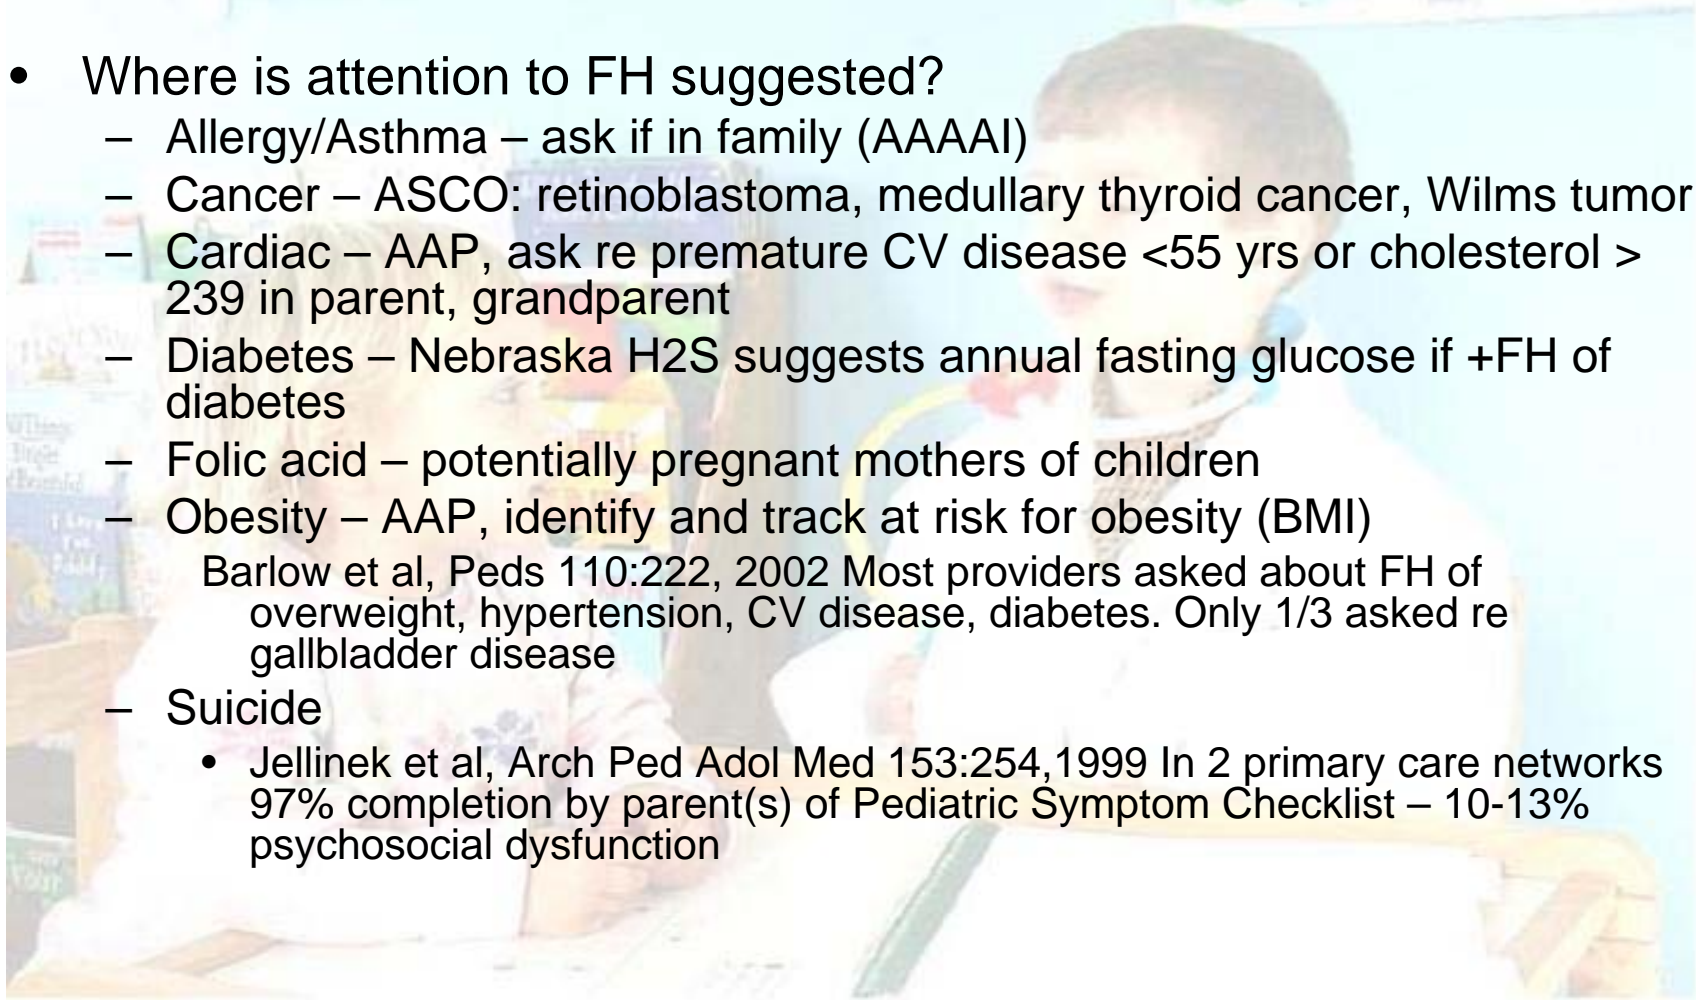 • Where is attention to FH suggested?
– Allergy/Asthma – ask if in family (AAAAI)
– Cancer – ASCO: retinoblastoma, medullary thyroid cancer, Wilms tumor
– Cardiac – AAP, ask re premature CV disease <55 yrs or cholesterol >
239 in parent, grandparent
– Diabetes – Nebraska H2S suggests annual fasting glucose if +FH of
diabetes
– Folic acid – potentially pregnant mothers of children
– Obesity – AAP, identify and track at risk for obesity (BMI)
Barlow et al, Peds 110:222, 2002 Most providers asked about FH of
overweight, hypertension, CV disease, diabetes. Only 1/3 asked re
gallbladder disease
– Suicide
• Jellinek et al, Arch Ped Adol Med 153:254,1999 In 2 primary care networks
97% completion by parent(s) of Pediatric Symptom Checklist – 10-13%
psychosocial dysfunction